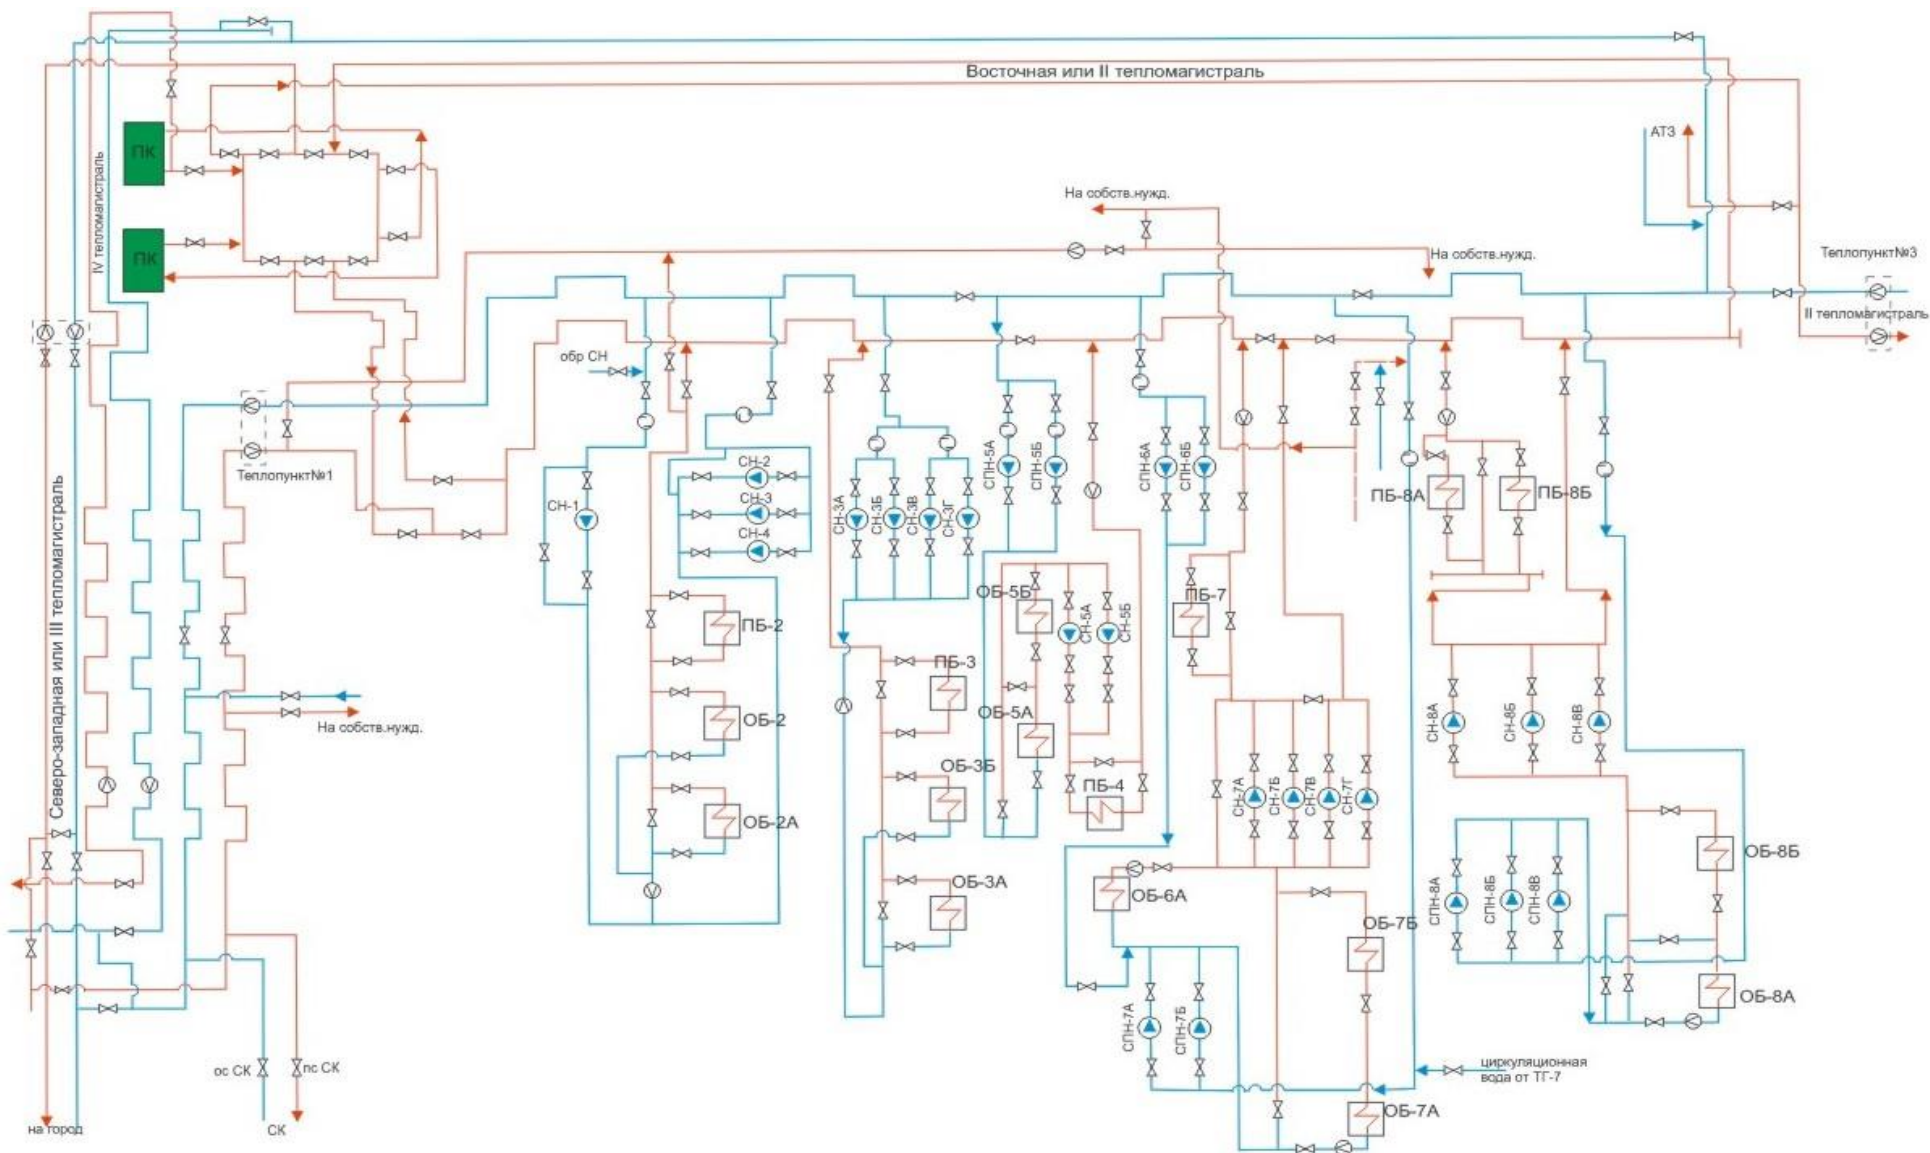 Восточная или II тепломагистраль
ПК
IV тепломагистраль
АТЗ
На собств.нужд.
ПК
На собств.нужд.
Теплопункт№3
II тепломагистраль
обр СН
Теплопункт№1
СН-1
СН-2
СН-3
СН-4
СН-3А
СН-3Б
СН-3В
СН-3Г
СПН-5А
СПН-5Б
СПН-6А
СПН-6Б
ПБ-8А
ПБ-8Б
Северо-западная или III тепломагистраль
ПБ-2
ОБ-2
ОБ-2А
ПБ-3
ОБ-3Б
ОБ-3А
ОБ-5Б
ОБ-5А
СН-5А
СН-5Б
ПБ-4
ПБ-7
СН-7А
СН-7Б
СН-7В
СН-7Г
СН-8А
СН-8Б
СН-8В
На собств.нужд.
ОБ-6А
ОБ-7Б
СПН-8А
СПН-8Б
СПН-8В
ОБ-8Б
ОБ-8А
СПН-7А
СПН-7Б
ос СК
пс СК
циркуляционная
вода от ТГ-7
ОБ-7А
на город
СК